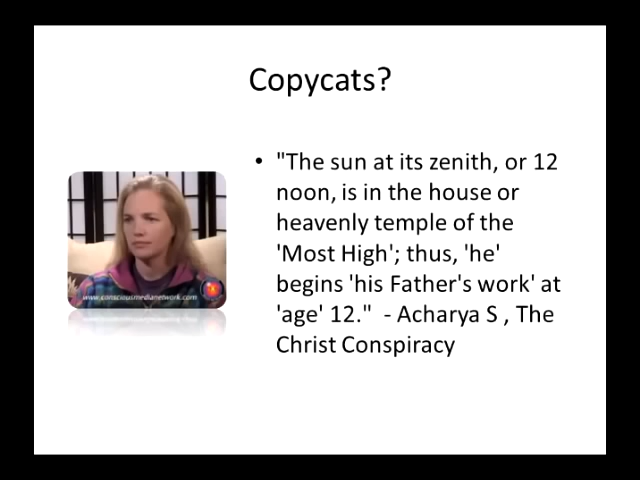 Copycats?
• "The sun at its zenith, or 12
noon, is in the house or
heavenly temple of the
'Most High'; thus, 'he'
begins 'his Father's work' at
'age' 12."  - Acharya S , The
Christ Conspiracy
www.consciousmedianetwork.com